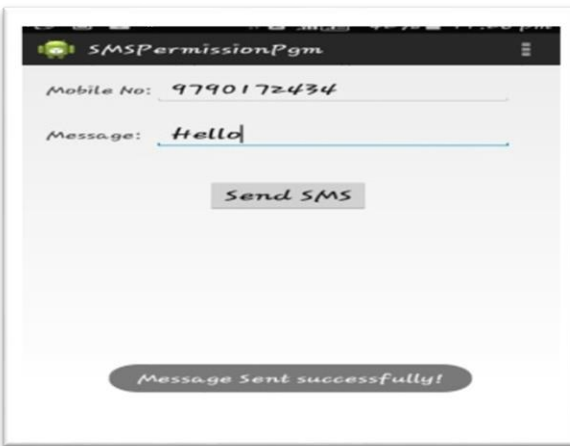 SMSPermissionPgm
Mobile No: 9790172434
Message: Hello
Send SMS
Message Sent successfully!